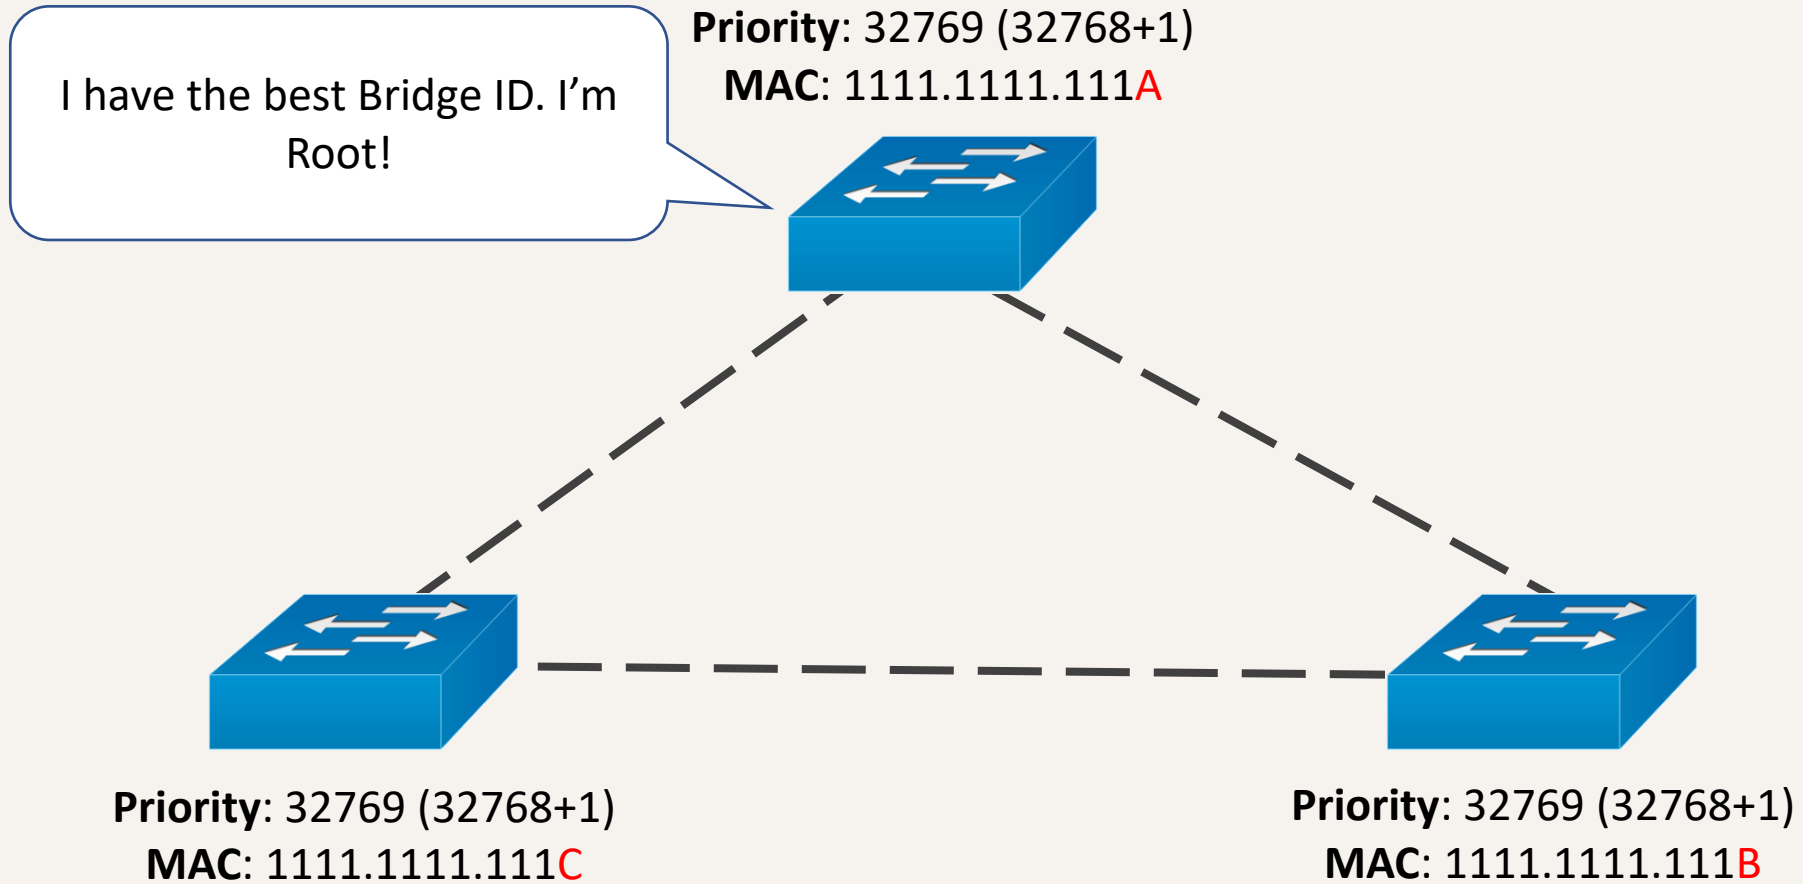 Priority: 32769 (32768+1)
MAC: 1111.1111.111A
I have the best Bridge ID. I’m
Root!
Priority: 32769 (32768+1)
MAC: 1111.1111.111C
Priority: 32769 (32768+1)
MAC: 1111.1111.111B